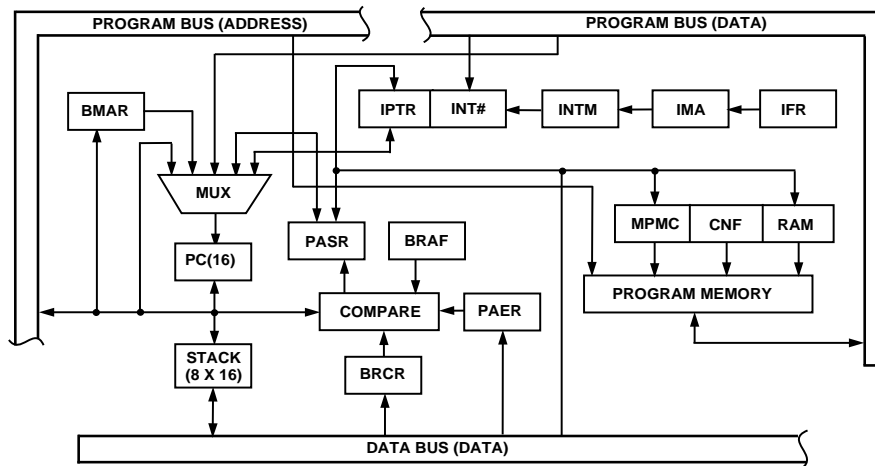 PROGRAM BUS (ADDRESS)
PROGRAM BUS (DATA)
BMAR
IPTR
INT#
INTM
IMA
IFR
MUX
PASR
BRAF
MPMC
CNF
RAM
PC(16)
PROGRAM MEMORY
COMPARE
PAER
STACK
(8 X 16)
BRCR
DATA BUS (DATA)